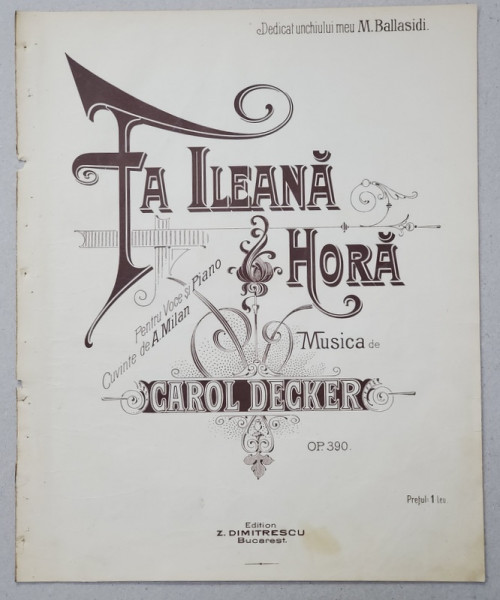 Dedicat unchiului meu M. Ballasidi.
Fa Ileană
Horă
Pentru Voce și Piano
Cuvinte de A. Milan
Musica de
CAROL DECKER
OP. 390.
Prețul: 1 leu.
Edition
Z. DIMITRESCU
Bucarest.